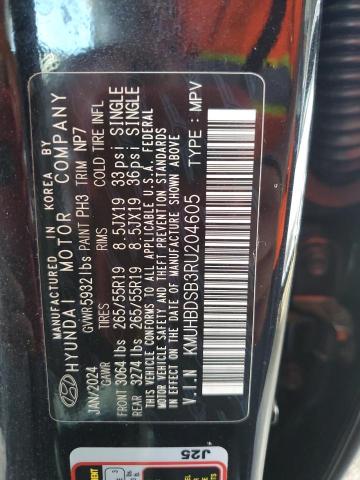 MANUFACTURED IN KOREA BY
HYUNDAI MOTOR COMPANY
GVWR5932 lbs PAINT PH3 TRIM NP7
JAN/2024 TIRES RIMS COLD TIRE INFL
GAWR
FRONT 3064 lbs 265/55R19 8.5JX19 33psi SINGLE
REAR 3274 lbs 265/55R19 8.5JX19 36psi SINGLE
THIS VEHICLE CONFORMS TO ALL APPLICABLE U.S.A. FEDERAL
MOTOR VEHICLE SAFETY, BUMPER, AND THEFT PREVENTION
STANDARDS IN EFFECT ON THE DATE OF MANUFACTURE SHOWN ABOVE.
V.I.N KMUHBDSB3RU204605 TYPE: MPV
J25